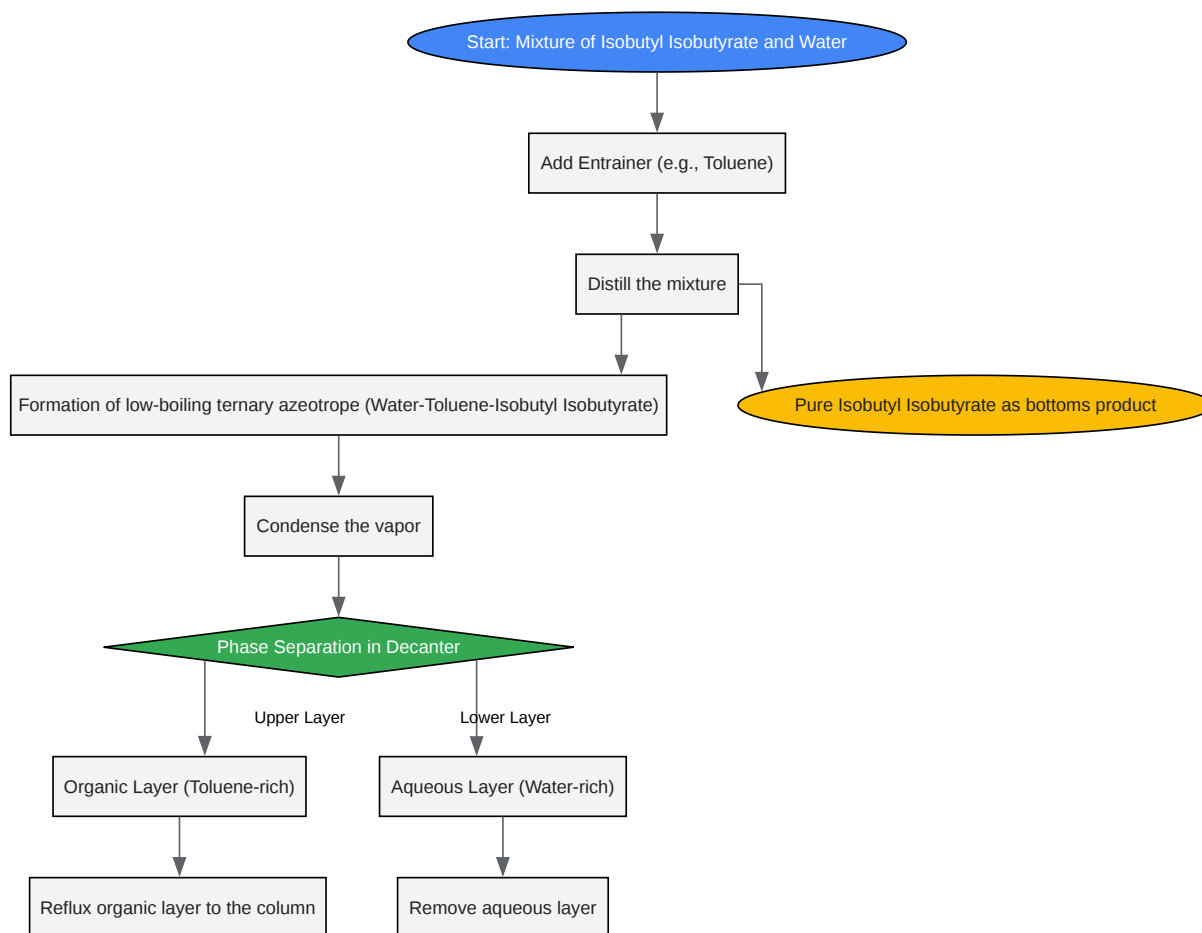 Start: Mixture of Isobutyl Isobutyrate and Water
Add Entrainer (e.g., Toluene)
Distill the mixture
Formation of low-boiling ternary azeotrope (Water-Toluene-Isobutyl Isobutyrate)
Pure Isobutyl Isobutyrate as bottoms product
Condense the vapor
Phase Separation in Decanter
Upper Layer
Lower Layer
Organic Layer (Toluene-rich)
Aqueous Layer (Water-rich)
Reflux organic layer to the column
Remove aqueous layer